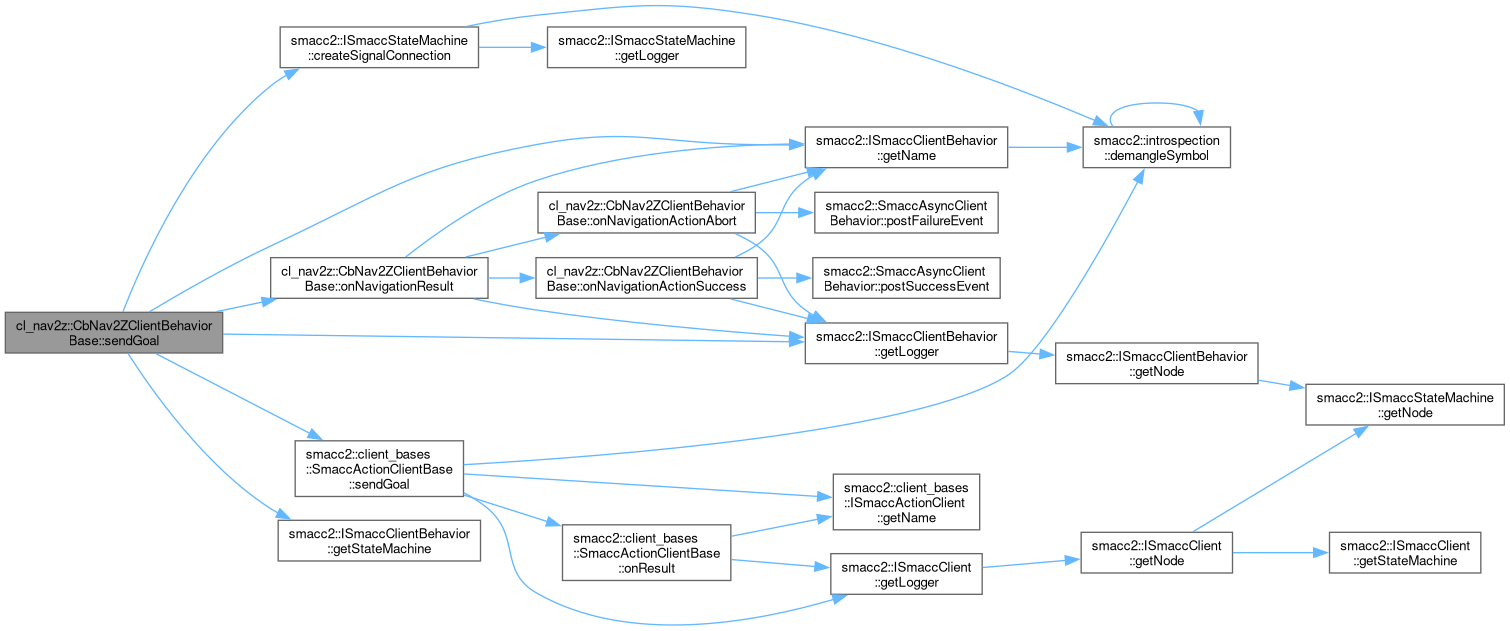 smacc2::ISmaccStateMachine
::createSignalConnection
smacc2::ISmaccStateMachine
::getLogger
smacc2::introspection
::demangleSymbol
smacc2::ISmaccClientBehavior
::getName
cl_nav2z::CbNav2ZClientBehavior
Base::onNavigationActionAbort
smacc2::SmaccAsyncClient
Behavior::postFailureEvent
cl_nav2z::CbNav2ZClientBehavior
Base::onNavigationResult
cl_nav2z::CbNav2ZClientBehavior
Base::onNavigationActionSuccess
smacc2::SmaccAsyncClient
Behavior::postSuccessEvent
cl_nav2z::CbNav2ZClientBehavior
Base::sendGoal
smacc2::ISmaccClientBehavior
::getLogger
smacc2::ISmaccClientBehavior
::getNode
smacc2::ISmaccStateMachine
::getNode
smacc2::client_bases
::SmaccActionClientBase
::sendGoal
smacc2::client_bases
::ISmaccActionClient
::getName
smacc2::ISmaccClientBehavior
::getStateMachine
smacc2::client_bases
::SmaccActionClientBase
::onResult
smacc2::ISmaccClient
::getLogger
smacc2::ISmaccClient
::getNode
smacc2::ISmaccClient
::getStateMachine